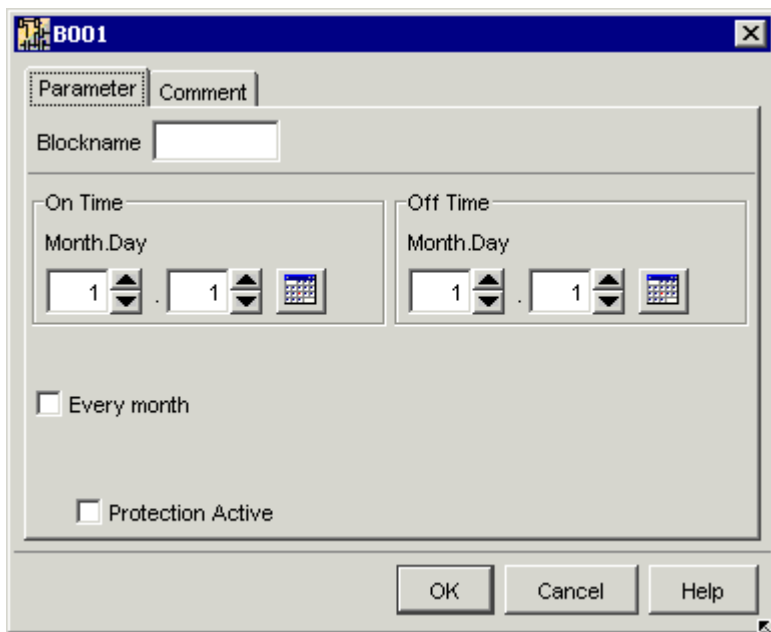 B001
Parameter Comment
Blockname
On Time Off Time
Month.Day Month.Day
1 . 1 1 . 1
Every month
Protection Active
OK Cancel Help